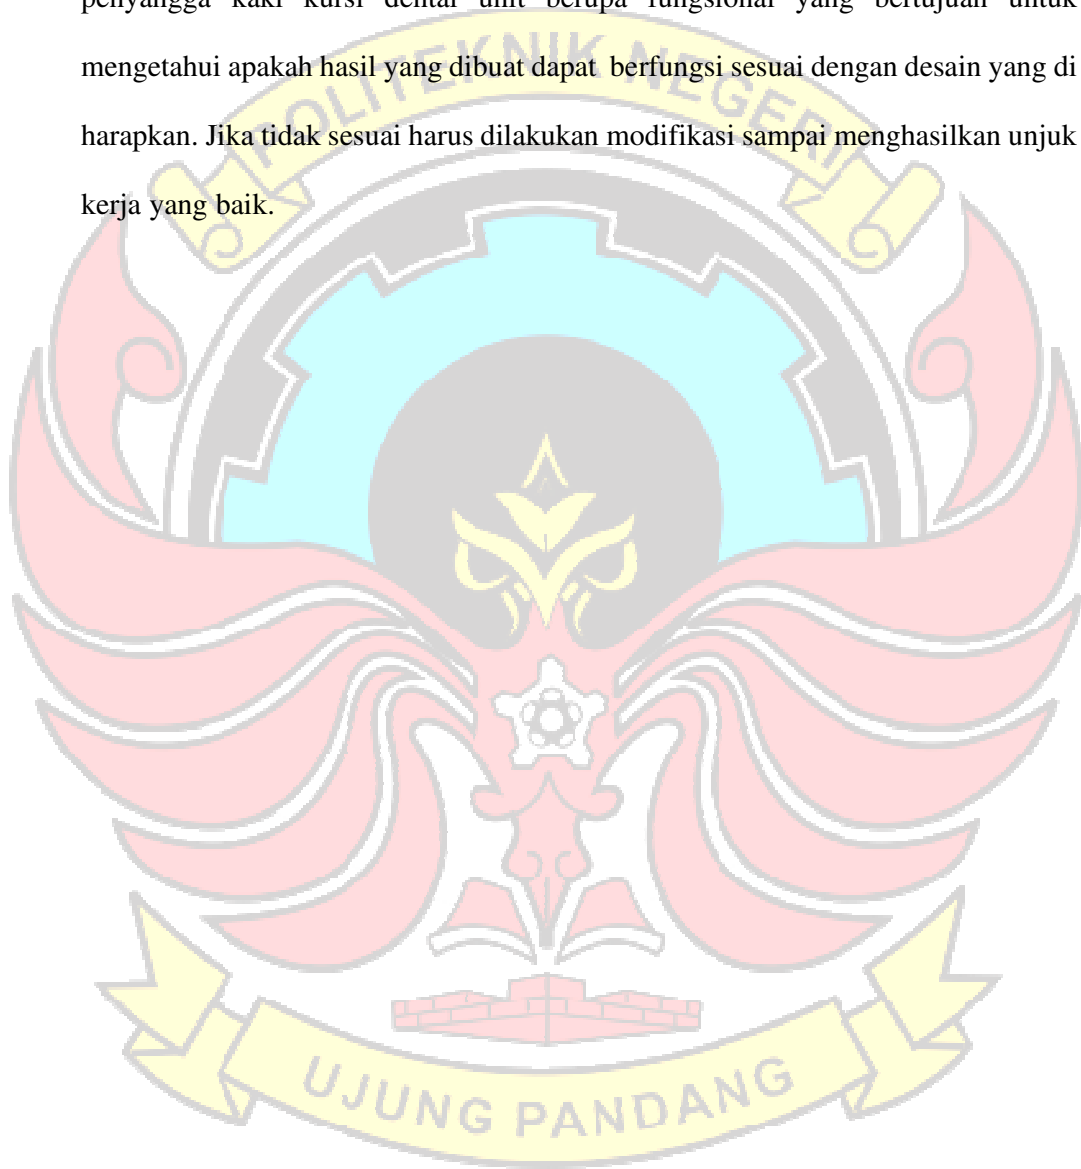 penyangga kaki kursi dental unit berupa fungsional yang bertujuan untuk
mengetahui apakah hasil yang dibuat dapat berfungsi sesuai dengan desain yang di
harapkan. Jika tidak sesuai harus dilakukan modifikasi sampai menghasilkan unjuk
kerja yang baik.
POLITEKNIK NEGERI
UJUNG PANDANG